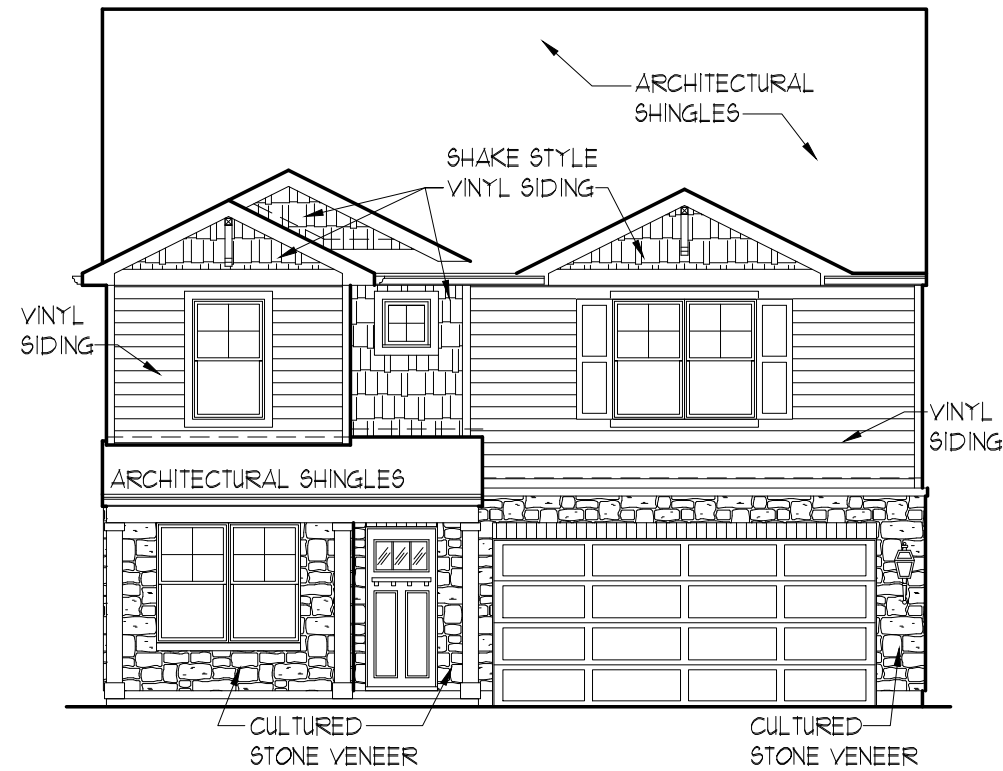 ARCHITECTURAL
SHINGLES
SHAKE STYLE
VINYL SIDING
VINYL
SIDING
VINYL
SIDING
ARCHITECTURAL SHINGLES
CULTURED
STONE VENEER
CULTURED
STONE VENEER